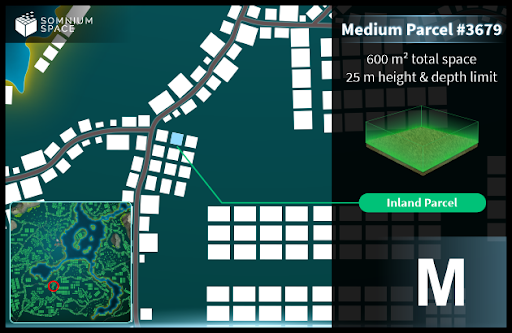 SOMNIUM
SPACE
Medium Parcel #3679
600 m² total space
25 m height & depth limit
Inland Parcel
M